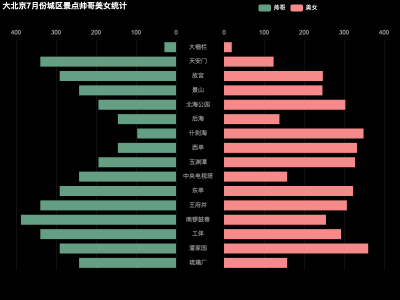 大北京7月份城区景点帅哥美女统计
帅哥 美女
400 300 200 100 0 0 100 200 300 400
大栅栏
天安门
故宫
景山
北海公园
后海
什刹海
西单
玉渊潭
中央电视塔
东单
王府井
南锣鼓巷
工体
潘家园
琉璃厂